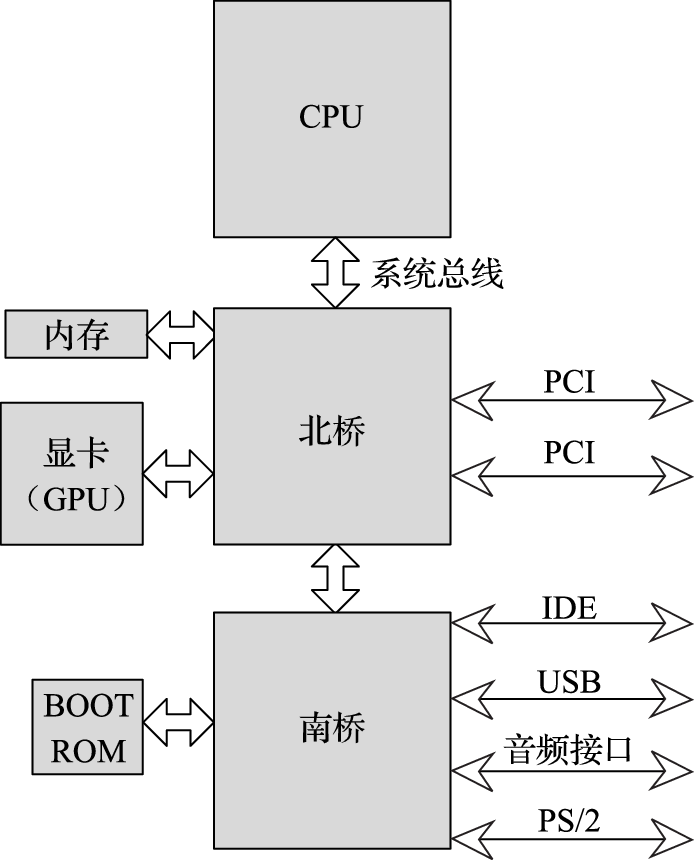 CPU
系统总线
内存
北桥
PCI
显卡
（GPU）
PCI
IDE
BOOT
ROM
南桥
USB
音频接口
PS/2